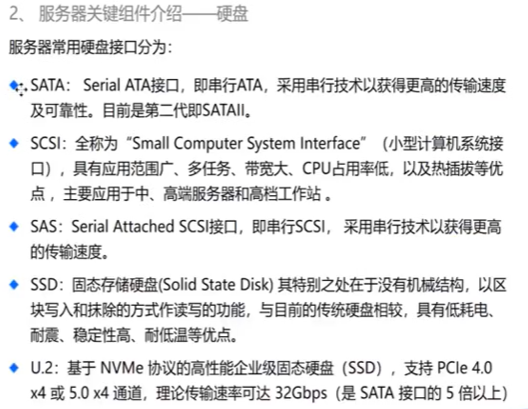 2、 服务器关键组件介绍——硬盘
服务器常用硬盘接口分为：
SATA： Serial ATA接口，即串行ATA，采用串行技术以获得更高的传输速度
及可靠性。目前是第二代即SATAII。
SCSI：全称为“Small Computer System Interface”（小型计算机系统接
口），具有应用范围广、多任务、带宽大、CPU占用率低，以及热插拔等优
点 ，主要应用于中、高端服务器和高档工作站 。
SAS：Serial Attached SCSI接口，即串行SCSI， 采用串行技术以获得更高
的传输速度。
SSD：固态存储硬盘(Solid State Disk) 其特别之处在于没有机械结构，以区
块写入和抹除的方式作读写的功能，与目前的传统硬盘相较，具有低耗电、
耐震、稳定性高、耐低温等优点。
U.2：基于 NVMe 协议的高性能企业级固态硬盘（SSD），支持 PCIe 4.0
x4 或 5.0 x4 通道，理论传输速率可达 32Gbps（是 SATA 接口的 5 倍以上）